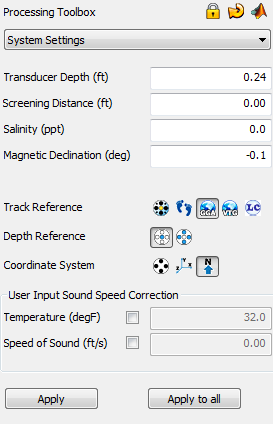 Processing Toolbox
System Settings
Transducer Depth (ft) 0.24
Screening Distance (ft) 0.00
Salinity (ppt) 0.0
Magnetic Declination (deg) -0.1
Track Reference GGA VTG LC
Depth Reference
Coordinate System N
User Input Sound Speed Correction
Temperature (degF) 32.0
Speed of Sound (ft/s) 0.00
Apply Apply to all